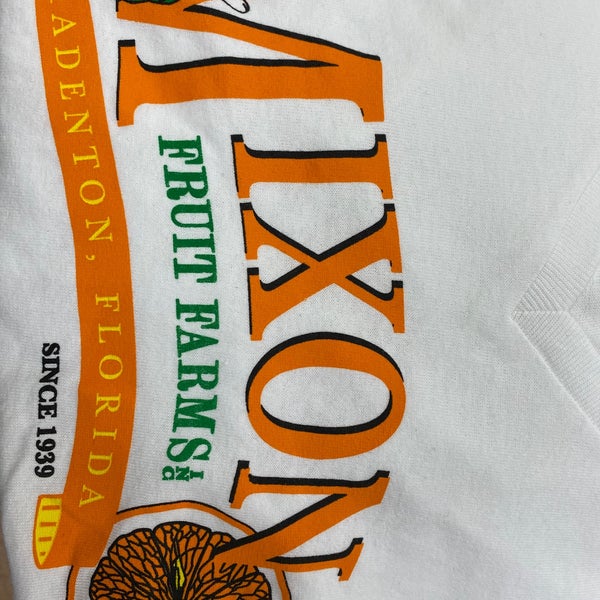 MIXON
FRUIT FARMS INC
ADENTON, FLORIDA
SINCE 1939